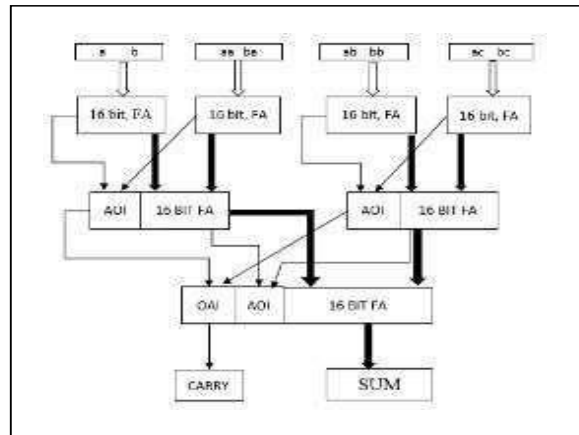 a b aa ba ab bb ac bc
16 bit, FA 16 bit, FA 16 bit, FA 16 bit, FA
AOI 16 BIT FA AOI 16 BIT FA
OAI AOI 16 BIT FA
CARRY SUM